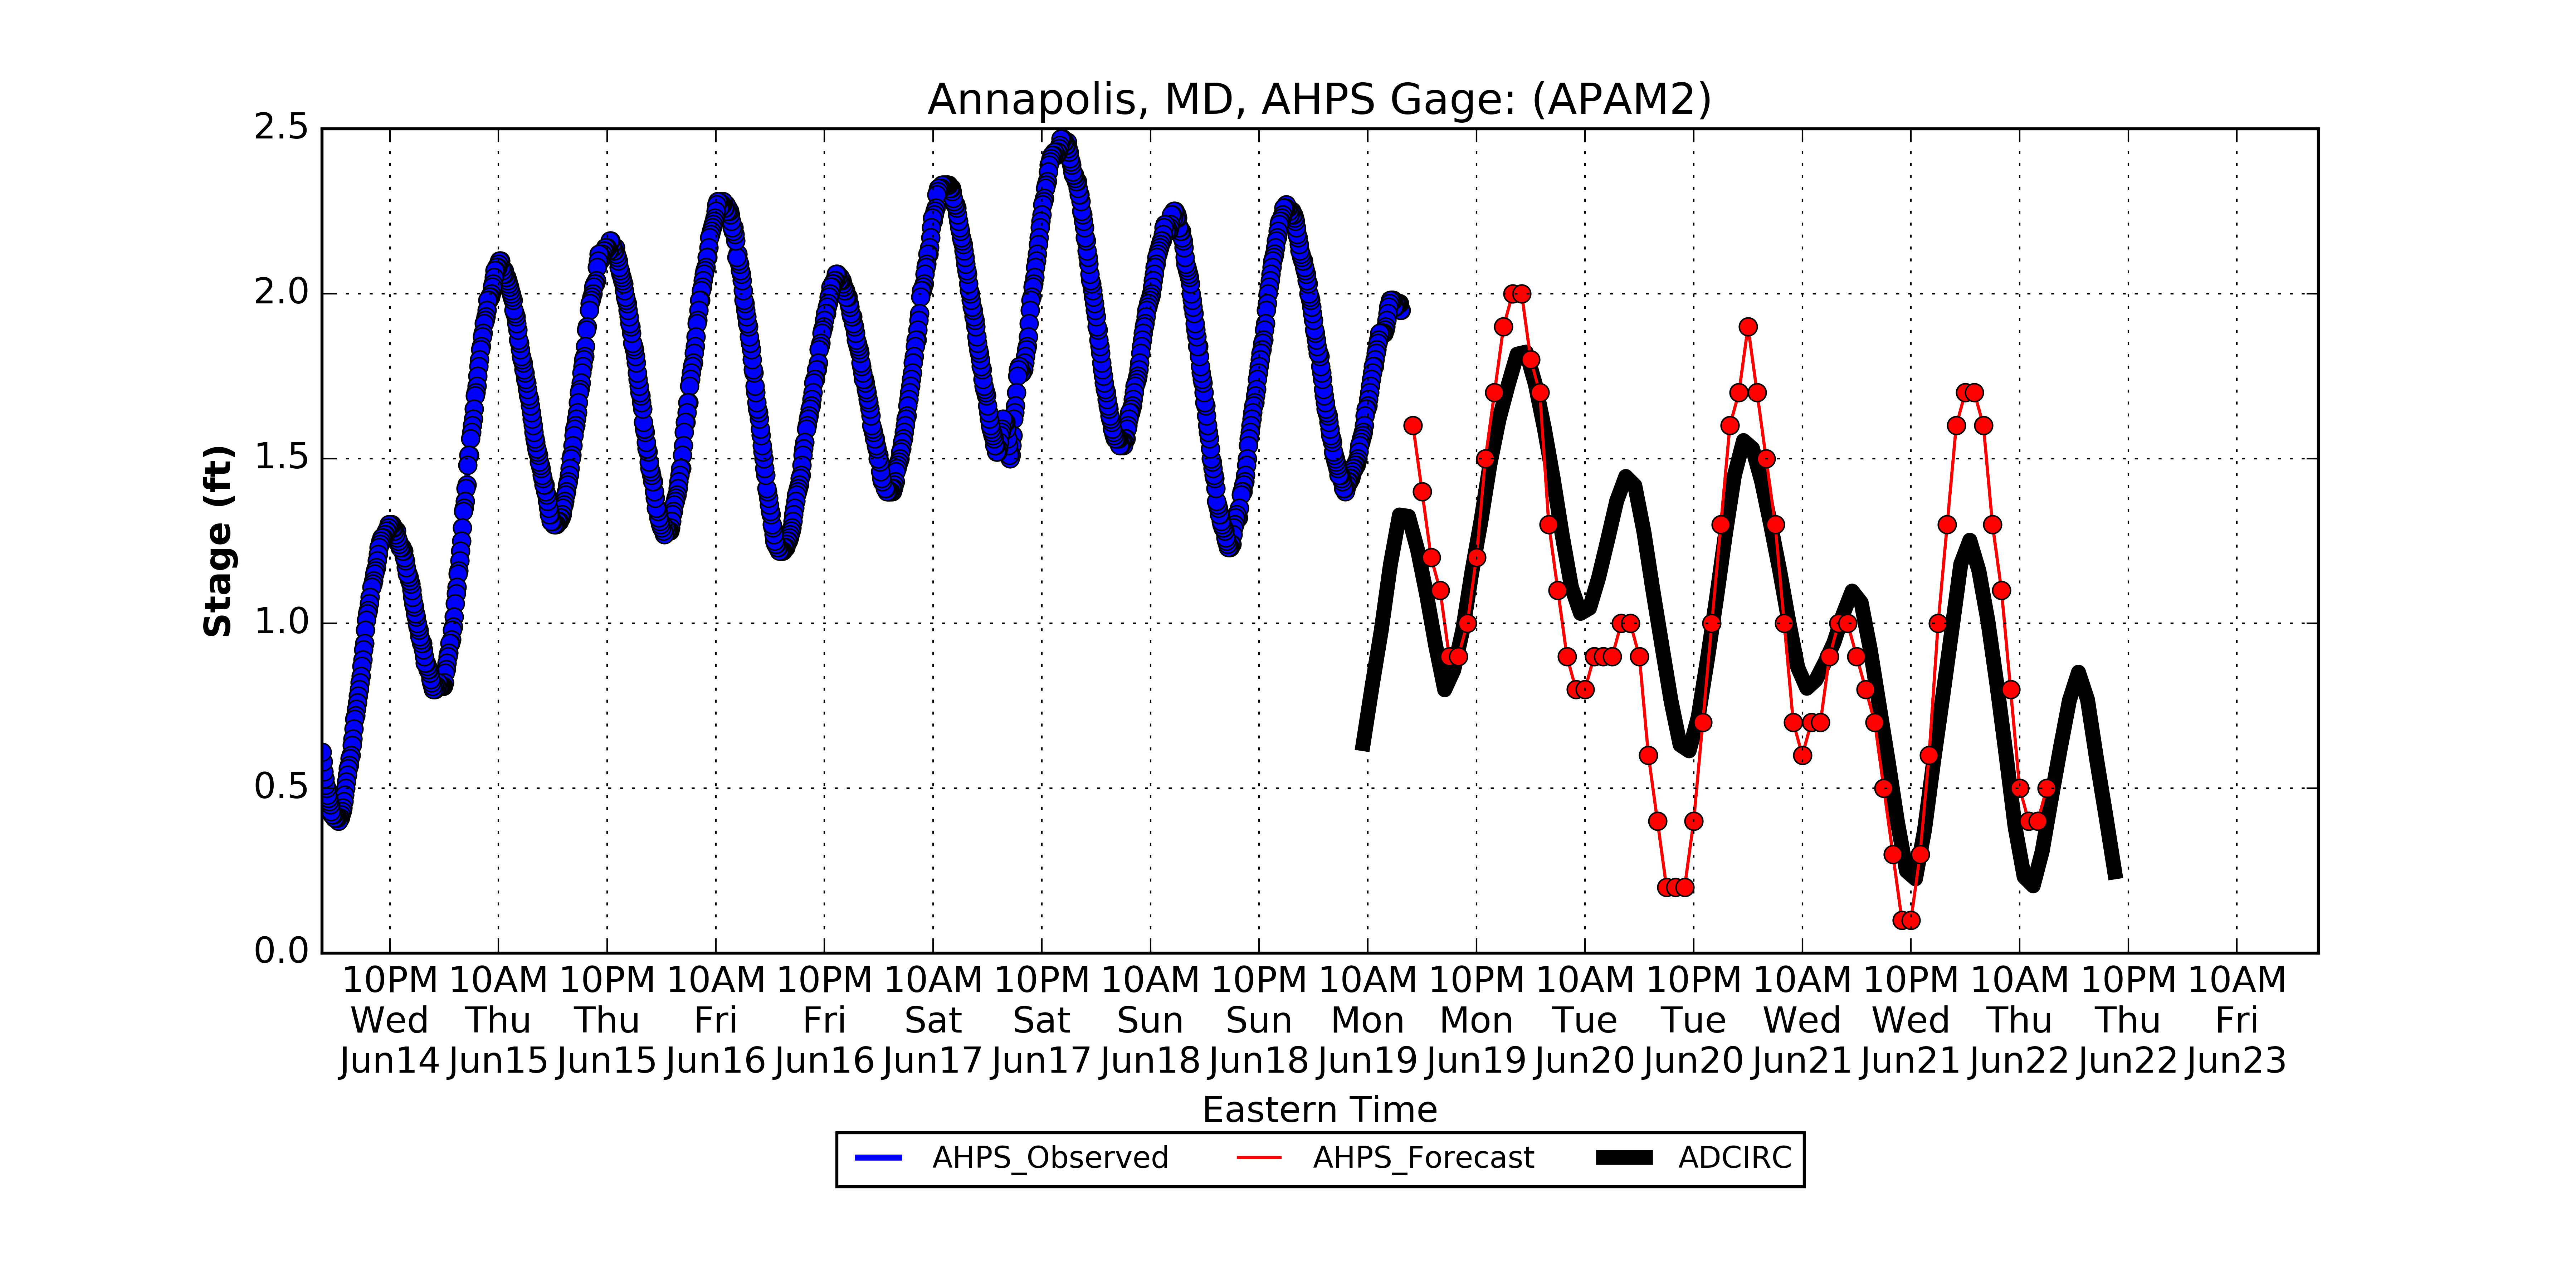 Annapolis, MD, AHPS Gage: (APAM2)
2.5
2.0
1.5
1.0
0.5
0.0
Stage (ft)
10PM 10AM 10PM 10AM 10PM 10AM 10PM 10AM 10PM 10AM 10PM 10AM 10PM 10AM 10PM 10AM 10PM 10AM
Wed Thu Thu Fri Fri Sat Sat Sun Sun Mon Mon Tue Tue Wed Wed Thu Thu Fri
Jun14 Jun15 Jun15 Jun16 Jun16 Jun17 Jun17 Jun18 Jun18 Jun19 Jun19 Jun20 Jun20 Jun21 Jun21 Jun22 Jun22 Jun23
Eastern Time
AHPS_Observed AHPS_Forecast ADCIRC